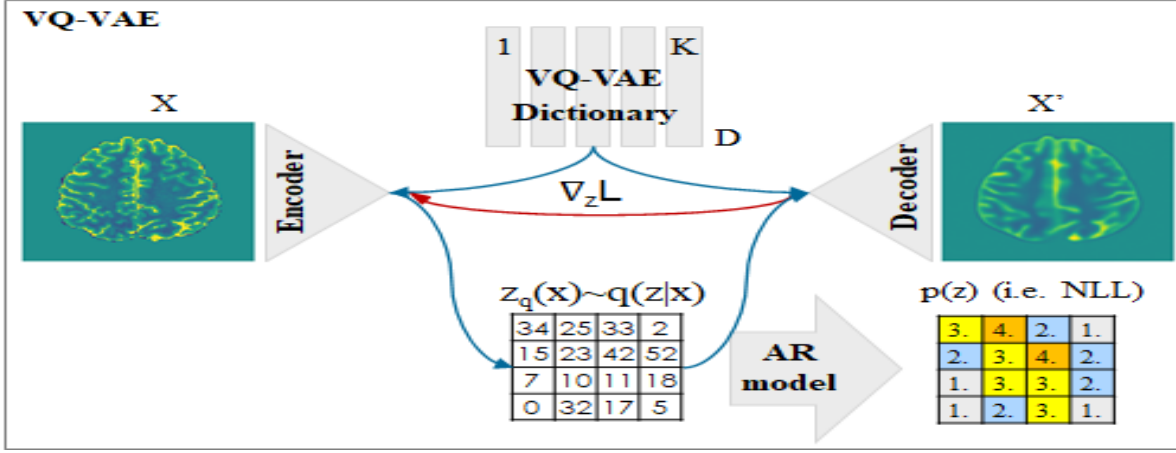 VQ-VAE
1 K
VQ-VAE
Dictionary
D
X
X'
Encoder
Decoder
∇zL
zq(x)~q(z|x)
34 25 33 2
15 23 42 52
7 10 11 18
0 32 17 5
AR
model
p(z) (i.e. NLL)
3. 4. 2. 1.
2. 3. 4. 2.
1. 3. 3. 2.
1. 2. 3. 1.